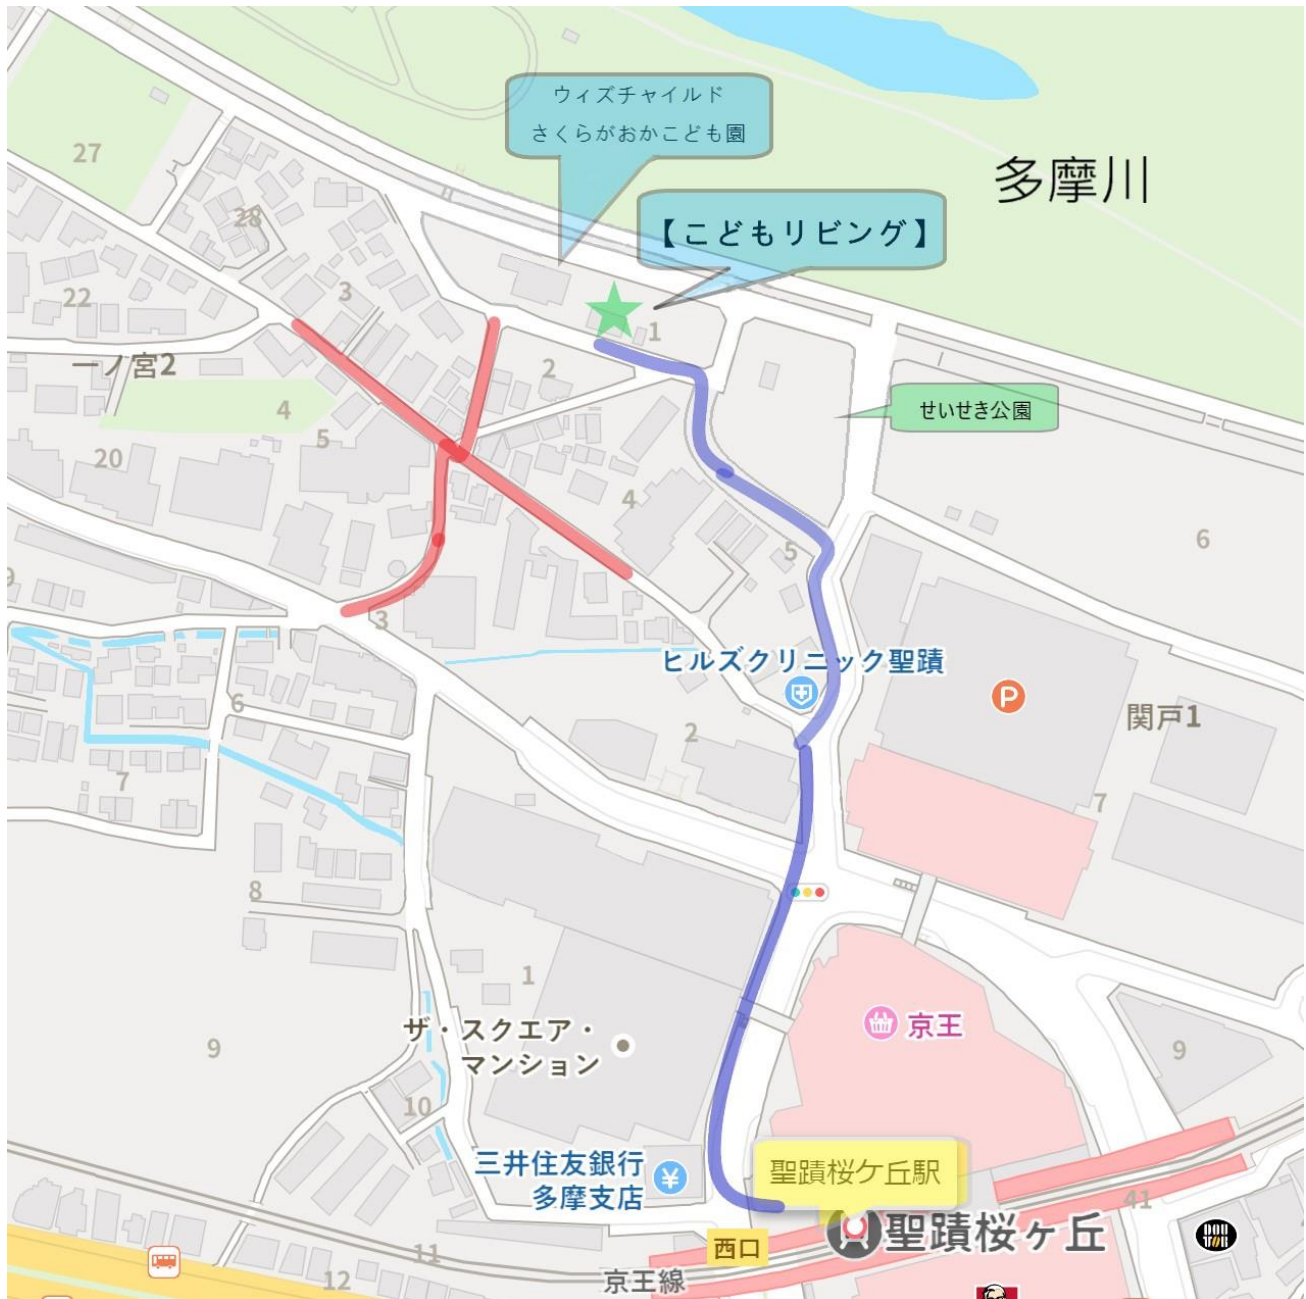 ウィズチャイルド
さくらがおかこども園
多摩川
【こどもリビング】
27
28
22
3
1
一ノ宮2
2
4
せいせき公園
5
20
4
6
5
9
3
ヒルズクリニック聖蹟
P
関戸1
6
2
7
7
8
1
京王
ザ・スクエア・
マンション
9
9
10
三井住友銀行
多摩支店
¥
聖蹟桜ケ丘駅
41
聖蹟桜ヶ丘
西口
DOU
TOR
11
12
京王線